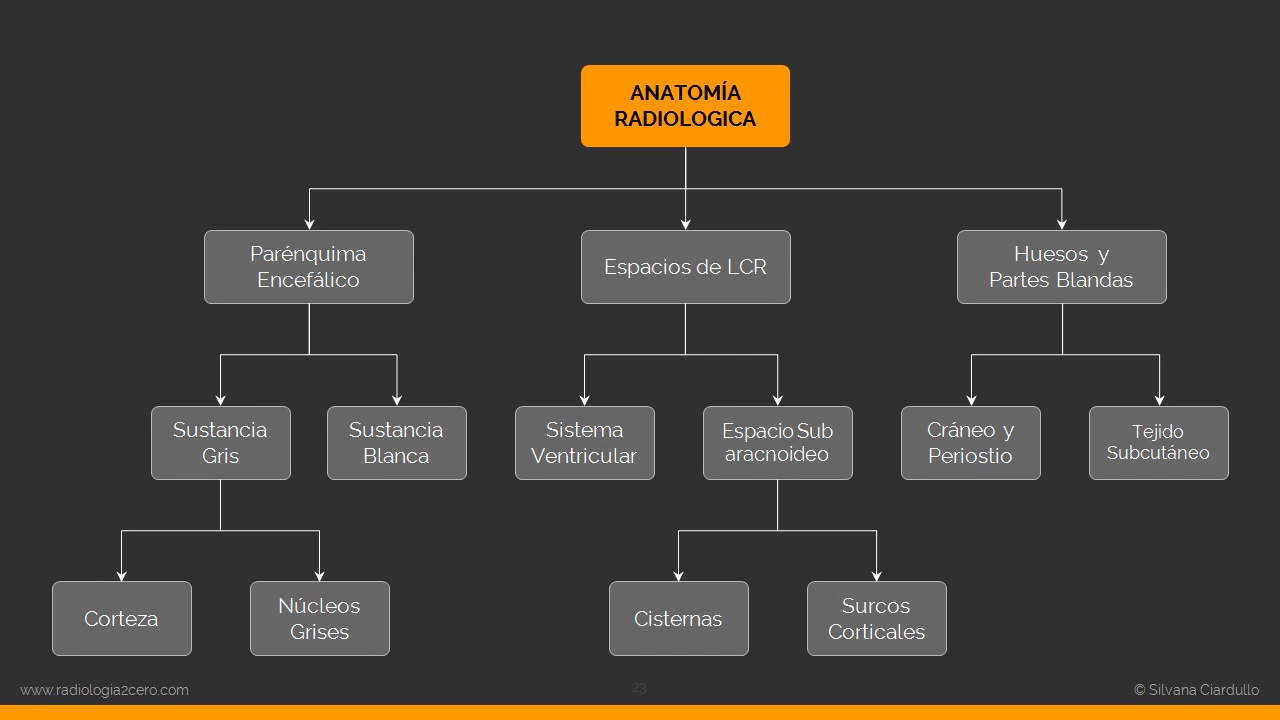 ANATOMÍA
RADIOLOGICA
Parénquima
Encefálico
Espacios de LCR
Huesos y
Partes Blandas
Sustancia
Gris
Sustancia
Blanca
Sistema
Ventricular
Espacio Sub
aracnoideo
Cráneo y
Periostio
Tejido
Subcutáneo
Corteza
Núcleos
Grises
Cisternas
Surcos
Corticales
www.radiologia2cero.com
23
© Silvana Ciardullo